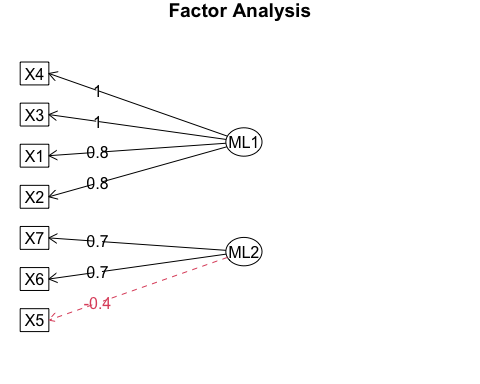 Factor Analysis
X4
1
X3
1
ML1
X1
0.8
X2
0.8
X7
0.7
ML2
X6
0.7
-0.4
X5